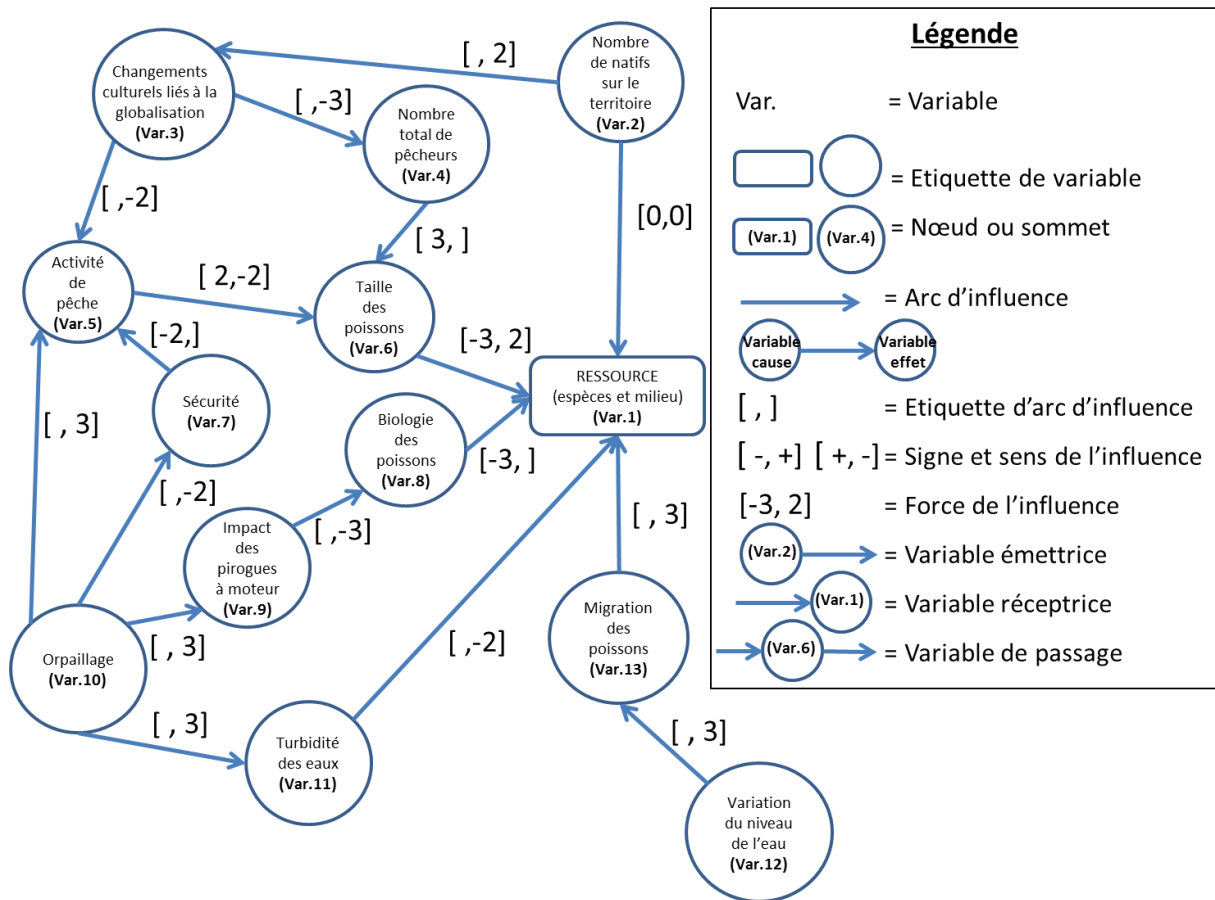 [ , 2]
Changements
culturels liés à la
globalisation
(Var.3)
Nombre
de natifs
sur le
territoire
(Var.2)
[ ,-3]
Nombre
total de
pêcheurs
(Var.4)
[ ,-2]
[ 3, ]
[0,0]
Activité
de
pêche
(Var.5)
[ 2,-2]
Taille
des
poissons
(Var.6)
[-2,]
[-3, 2]
RESSOURCE
(espèces et milieu)
(Var.1)
Sécurité
(Var.7)
[ , 3]
Biologie
des
poissons
(Var.8)
[-3, ]
[ ,-2]
[ ,-3]
[ , 3]
Impact
des
pirogues
à moteur
(Var.9)
Migration
des
poissons
(Var.13)
Orpaillage
(Var.10)
[ , 3]
[ ,-2]
[ , 3]
Turbidité
des eaux
(Var.11)
[ , 3]
Variation
du niveau
de l’eau
(Var.12)
Légende
Var. = Variable
= Etiquette de variable
(Var.1) (Var.4) = Nœud ou sommet
= Arc d’influence
Variable
cause
Variable
effet
[ , ] = Etiquette d’arc d’influence
[ -, +] [ +, -] = Signe et sens de l’influence
[-3, 2] = Force de l’influence
(Var.2) = Variable émettrice
(Var.1) = Variable réceptrice
(Var.6) = Variable de passage